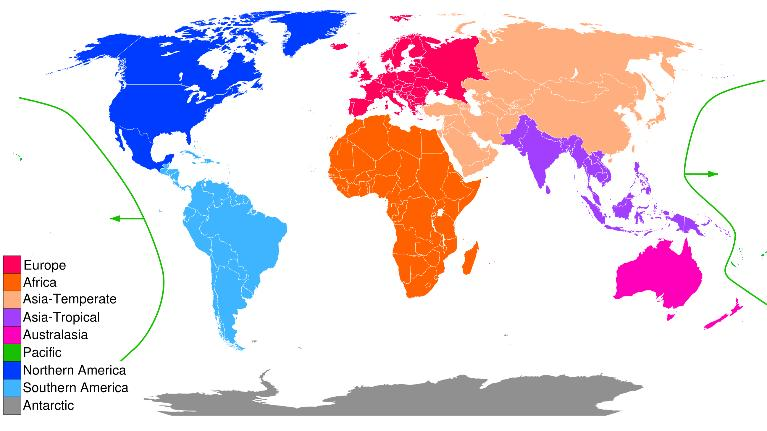 Europe
Africa
Asia-Temperate
Asia-Tropical
Australasia
Pacific
Northern America
Southern America
Antarctic